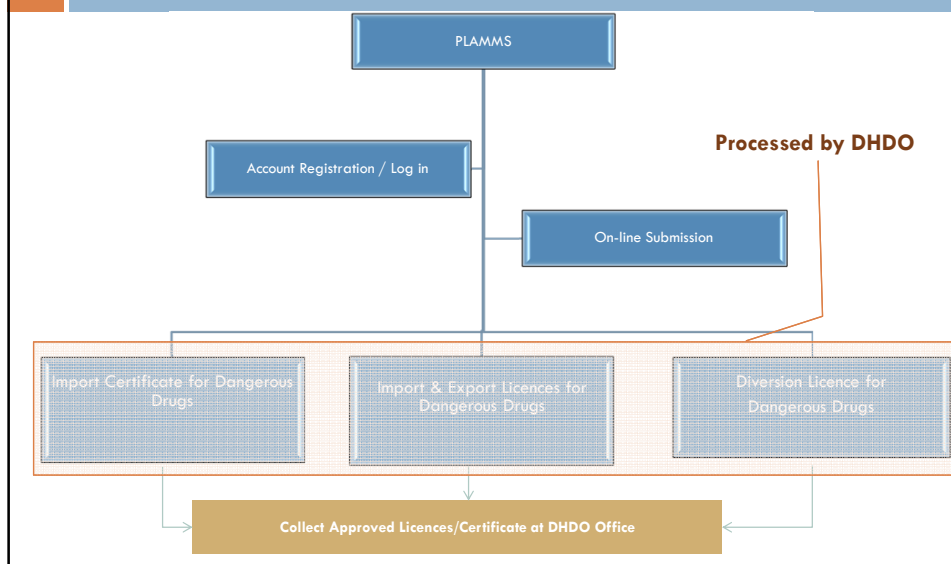 PLAMMS
Processed by DHDO
Account Registration / Log in
On-line Submission
Import Certificate for Dangerous
Drugs
Import & Export Licences for
Dangerous Drugs
Diversion Licence for
Dangerous Drugs
Collect Approved Licences/Certificate at DHDO Office